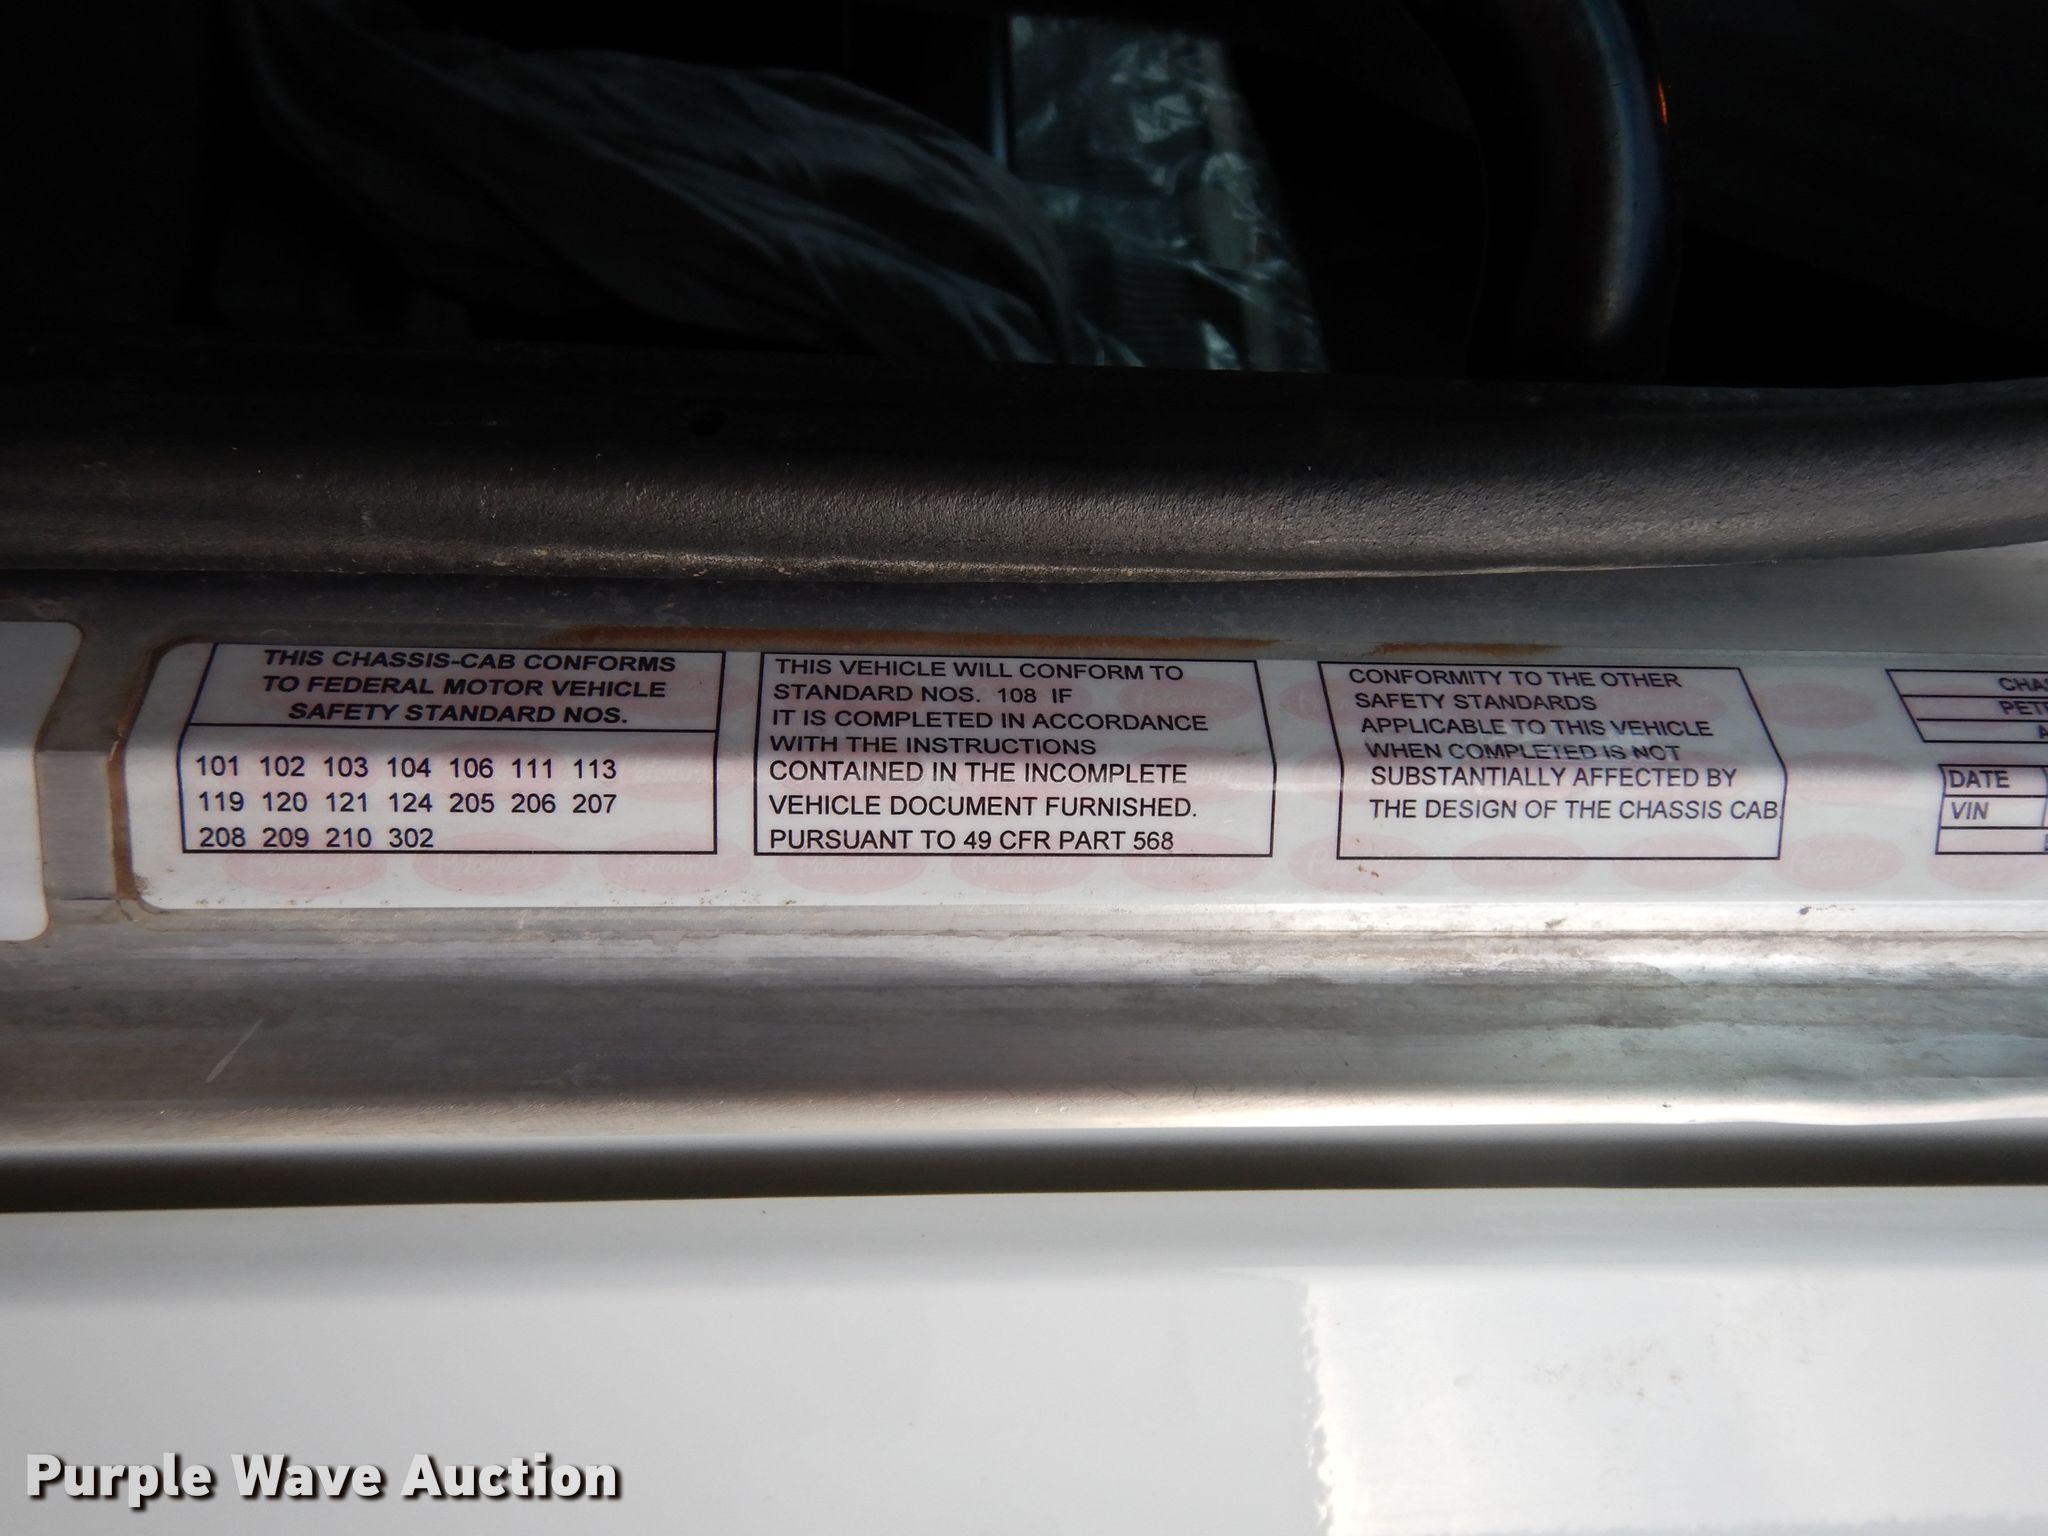 THIS CHASSIS-CAB CONFORMS
TO FEDERAL MOTOR VEHICLE
SAFETY STANDARD NOS.
101 102 103 104 106 111 113
119 120 121 124 205 206 207
208 209 210 302
THIS VEHICLE WILL CONFORM TO
STANDARD NOS. 108 IF
IT IS COMPLETED IN ACCORDANCE
WITH THE INSTRUCTIONS
CONTAINED IN THE INCOMPLETE
VEHICLE DOCUMENT FURNISHED.
PURSUANT TO 49 CFR PART 568
CONFORMITY TO THE OTHER
SAFETY STANDARDS
APPLICABLE TO THIS VEHICLE
WHEN COMPLETED IS NOT
SUBSTANTIALLY AFFECTED BY
THE DESIGN OF THE CHASSIS CAB.
CHAS
PETE
DATE
VIN
Purple Wave Auction